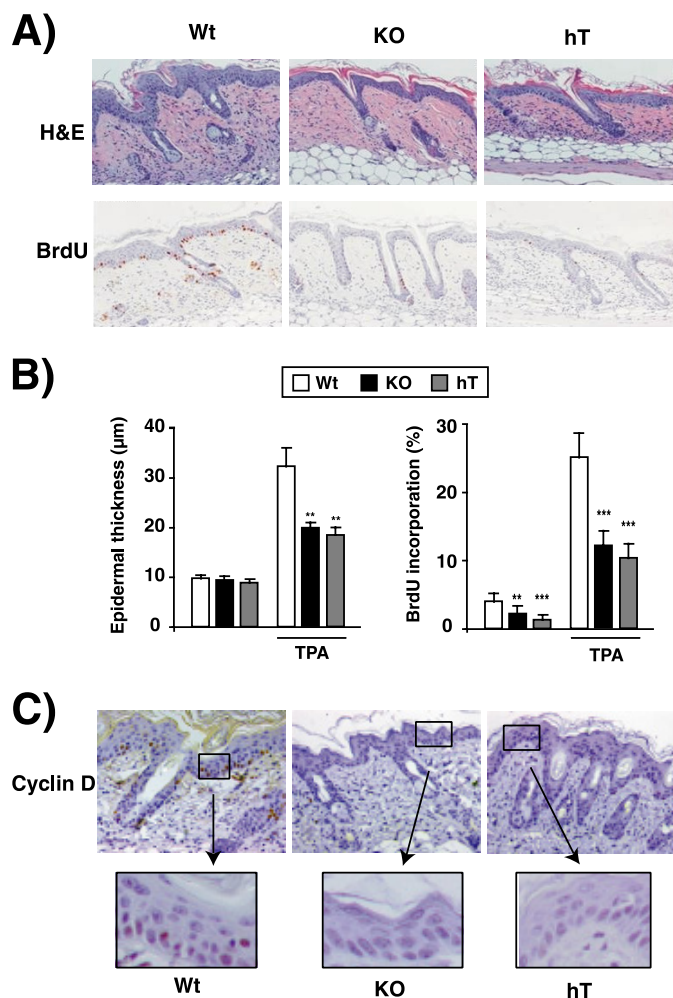 A)
Wt KO hT
H&E
BrdU
B)
Wt KO hT
Epidermal thickness (μm)
40
30
20
10
0
** **
TPA
BrdU incorporation (%)
30
20
10
0
** *** *** ***
TPA
C)
Cyclin D
Wt KO hT